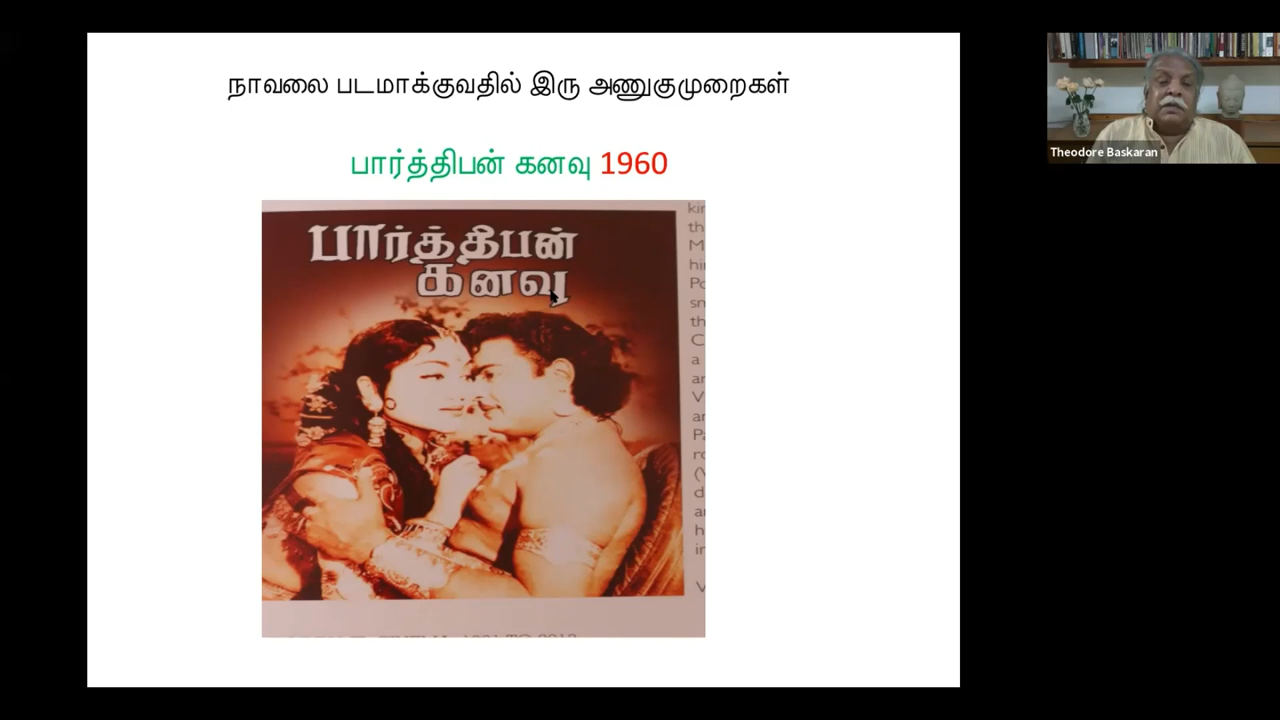 நாவலை படமாக்குவதில் இரு அணுகுமுறைகள்
பார்த்திபன் கனவு 1960
பார்த்திபன்
கனவு
Theodore Baskaran